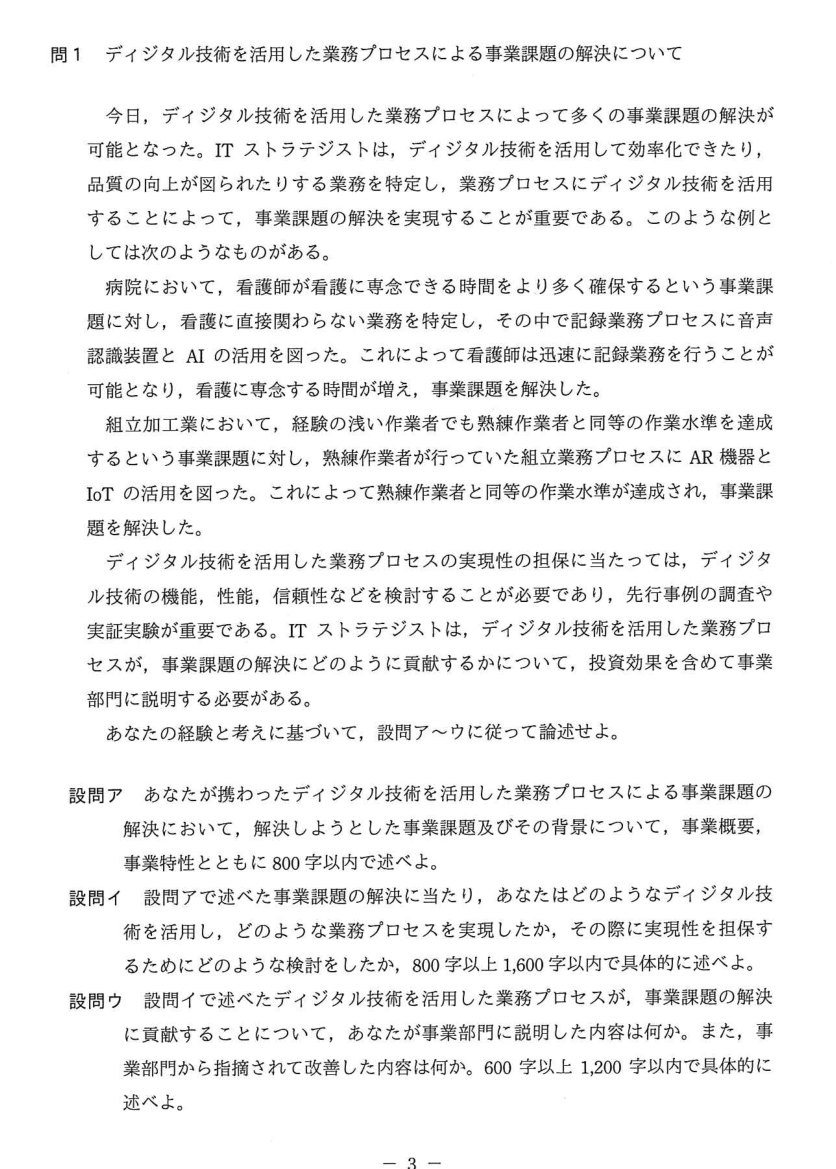 問1 ディジタル技術を活用した業務プロセスによる事業課題の解決について
今日，ディジタル技術を活用した業務プロセスによって多くの事業課題の解決が
可能となった。IT ストラテジストは，ディジタル技術を活用して効率化できたり，
品質の向上が図られたりする業務を特定し，業務プロセスにディジタル技術を活用
することによって，事業課題の解決を実現することが重要である。このような例と
しては次のようなものがある。
病院において，看護師が看護に専念できる時間をより多く確保するという事業課
題に対し，看護に直接関わらない業務を特定し，その中で記録業務プロセスに音声
認識装置と AI の活用を図った。これによって看護師は迅速に記録業務を行うことが
可能となり，看護に専念する時間が増え，事業課題を解決した。
組立加工業において，経験の浅い作業者でも熟練作業者と同等の作業水準を達成
するという事業課題に対し，熟練作業者が行っていた組立業務プロセスに AR 機器と
IoT の活用を図った。これによって熟練作業者と同等の作業水準が達成され，事業課
題を解決した。
ディジタル技術を活用した業務プロセスの実現性の担保に当たっては，ディジタ
ル技術の機能，性能，信頼性などを検討することが必要であり，先行事例の調査や
実証実験が重要である。IT ストラテジストは，ディジタル技術を活用した業務プロ
セスが，事業課題の解決にどのように貢献するかについて，投資効果を含めて事業
部門に説明する必要がある。
あなたの経験と考えに基づいて，設問ア～ウに従って論述せよ。
設問ア あなたが携わったディジタル技術を活用した業務プロセスによる事業課題の
解決において，解決しようとした事業課題及びその背景について，事業概要，
事業特性とともに 800 字以内で述べよ。
設問イ 設問アで述べた事業課題の解決に当たり，あなたはどのようなディジタル技
術を活用し，どのような業務プロセスを実現したか，その際に実現性を担保す
るためにどのような検討をしたか，800 字以上 1,600 字以内で具体的に述べよ。
設問ウ 設問イで述べたディジタル技術を活用した業務プロセスが，事業課題の解決
に貢献することについて，あなたが事業部門に説明した内容は何か。また，事
業部門から指摘されて改善した内容は何か。600 字以上 1,200 字以内で具体的に
述べよ。
－ 3 －